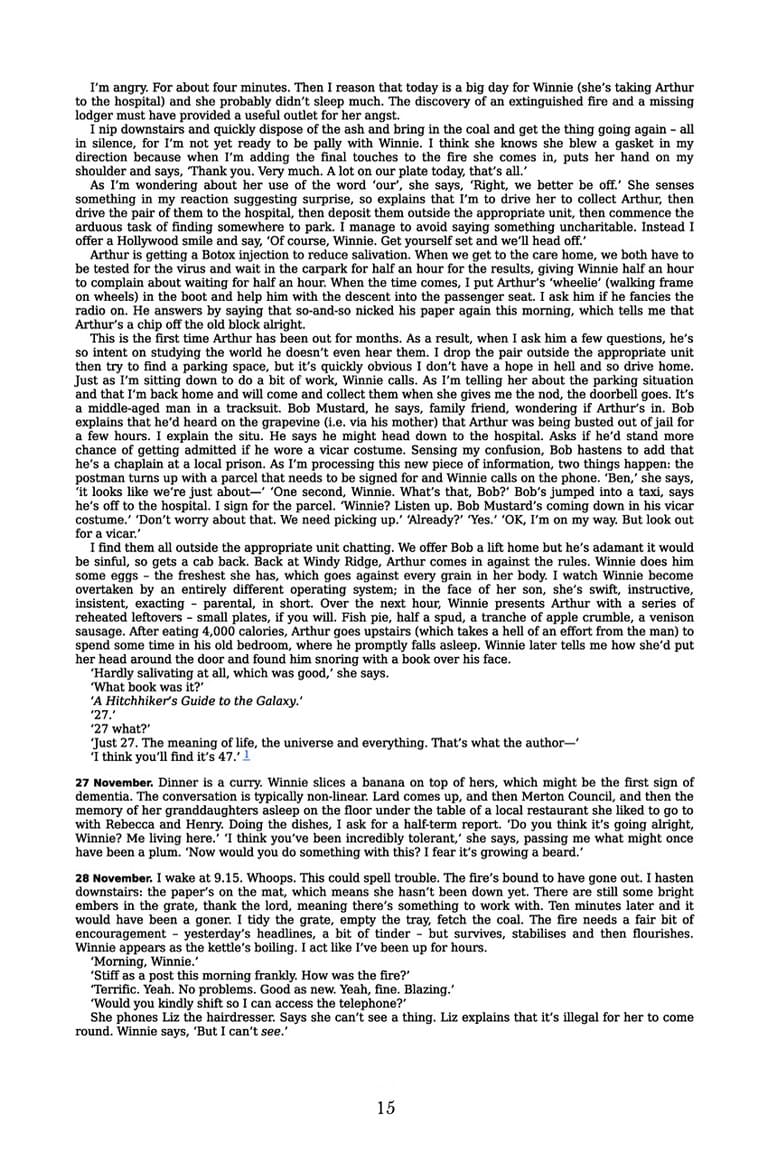 I’m angry. For about four minutes. Then I reason that today is a big day for Winnie (she’s taking Arthur
to the hospital) and she probably didn’t sleep much. The discovery of an extinguished fire and a missing
lodger must have provided a useful outlet for her angst.
I nip downstairs and quickly dispose of the ash and bring in the coal and get the thing going again – all
in silence, for I’m not yet ready to be pally with Winnie. I think she knows she blew a gasket in my
direction because when I’m adding the final touches to the fire she comes in, puts her hand on my
shoulder and says, ‘Thank you. Very much. A lot on our plate today, that’s all.’
As I’m wondering about her use of the word ‘our’, she says, ‘Right, we better be off.’ She senses
something in my reaction suggesting surprise, so explains that I’m to drive her to collect Arthur, then
drive the pair of them to the hospital, then deposit them outside the appropriate unit, then commence the
arduous task of finding somewhere to park. I manage to avoid saying something uncharitable. Instead I
offer a Hollywood smile and say, ‘Of course, Winnie. Get yourself set and we’ll head off.’
Arthur is getting a Botox injection to reduce salivation. When we get to the care home, we both have to
be tested for the virus and wait in the carpark for half an hour for the results, giving Winnie half an hour
to complain about waiting for half an hour. When the time comes, I put Arthur’s ‘wheelie’ (walking frame
on wheels) in the boot and help him with the descent into the passenger seat. I ask him if he fancies the
radio on. He answers by saying that so-and-so nicked his paper again this morning, which tells me that
Arthur’s a chip off the old block alright.
This is the first time Arthur has been out for months. As a result, when I ask him a few questions, he’s
so intent on studying the world he doesn’t even hear them. I drop the pair outside the appropriate unit
then try to find a parking space, but it’s quickly obvious I don’t have a hope in hell and so drive home.
Just as I’m sitting down to do a bit of work, Winnie calls. As I’m telling her about the parking situation
and that I’m back home and will come and collect them when she gives me the nod, the doorbell goes. It’s
a middle-aged man in a tracksuit. Bob Mustard, he says, family friend, wondering if Arthur’s in. Bob
explains that he’d heard on the grapevine (i.e. via his mother) that Arthur was being busted out of jail for
a few hours. I explain the situ. He says he might head down to the hospital. Asks if he’d stand more
chance of getting admitted if he wore a vicar costume. Sensing my confusion, Bob hastens to add that
he’s a chaplain at a local prison. As I’m processing this new piece of information, two things happen: the
postman turns up with a parcel that needs to be signed for and Winnie calls on the phone. ‘Ben,’ she says,
‘it looks like we’re just about—’ ‘One second, Winnie. What’s that, Bob?’ Bob’s jumped into a taxi, says
he’s off to the hospital. I sign for the parcel. ‘Winnie? Listen up. Bob Mustard’s coming down in his vicar
costume.’ ‘Don’t worry about that. We need picking up.’ ‘Already?’ ‘Yes.’ ‘OK, I’m on my way. But look out
for a vicar.’
I find them all outside the appropriate unit chatting. We offer Bob a lift home but he’s adamant it would
be sinful, so gets a cab back. Back at Windy Ridge, Arthur comes in against the rules. Winnie does him
some eggs – the freshest she has, which goes against every grain in her body. I watch Winnie become
overtaken by an entirely different operating system; in the face of her son, she’s swift, instructive,
insistent, exacting – parental, in short. Over the next hour, Winnie presents Arthur with a series of
reheated leftovers – small plates, if you will. Fish pie, half a spud, a tranche of apple crumble, a venison
sausage. After eating 4,000 calories, Arthur goes upstairs (which takes a hell of an effort from the man) to
spend some time in his old bedroom, where he promptly falls asleep. Winnie later tells me how she’d put
her head around the door and found him snoring with a book over his face.
‘Hardly salivating at all, which was good,’ she says.
‘What book was it?’
‘A Hitchhiker’s Guide to the Galaxy.’
‘27.’
‘27 what?’
‘Just 27. The meaning of life, the universe and everything. That’s what the author—’
‘I think you’ll find it’s 47.’ 1
27 November. Dinner is a curry. Winnie slices a banana on top of hers, which might be the first sign of
dementia. The conversation is typically non-linear. Lard comes up, and then Merton Council, and then the
memory of her granddaughters asleep on the floor under the table of a local restaurant she liked to go to
with Rebecca and Henry. Doing the dishes, I ask for a half-term report. ‘Do you think it’s going alright,
Winnie? Me living here.’ ‘I think you’ve been incredibly tolerant,’ she says, passing me what might once
have been a plum. ‘Now would you do something with this? I fear it’s growing a beard.’
28 November. I wake at 9.15. Whoops. This could spell trouble. The fire’s bound to have gone out. I hasten
downstairs: the paper’s on the mat, which means she hasn’t been down yet. There are still some bright
embers in the grate, thank the lord, meaning there’s something to work with. Ten minutes later and it
would have been a goner. I tidy the grate, empty the tray, fetch the coal. The fire needs a fair bit of
encouragement – yesterday’s headlines, a bit of tinder – but survives, stabilises and then flourishes.
Winnie appears as the kettle’s boiling. I act like I’ve been up for hours.
‘Morning, Winnie.’
‘Stiff as a post this morning frankly. How was the fire?’
‘Terrific. Yeah. No problems. Good as new. Yeah, fine. Blazing.’
‘Would you kindly shift so I can access the telephone?’
She phones Liz the hairdresser. Says she can’t see a thing. Liz explains that it’s illegal for her to come
round. Winnie says, ‘But I can’t see.’
15